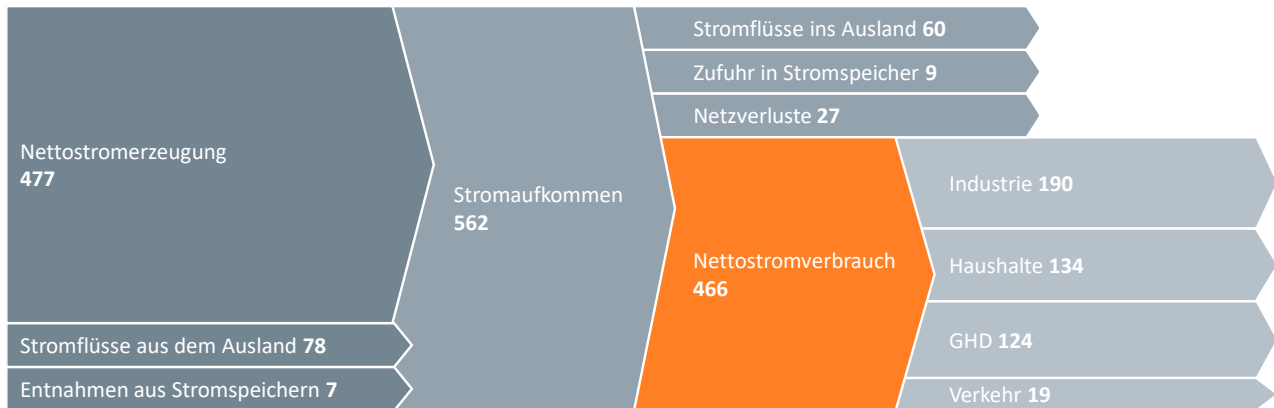 Nettostromerzeugung
477
Stromflüsse aus dem Ausland 78
Entnahmen aus Stromspeichern 7
Stromaufkommen
562
Stromflüsse ins Ausland 60
Zufuhr in Stromspeicher 9
Netzverluste 27
Nettostromverbrauch
466
Industrie 190
Haushalte 134
GHD 124
Verkehr 19